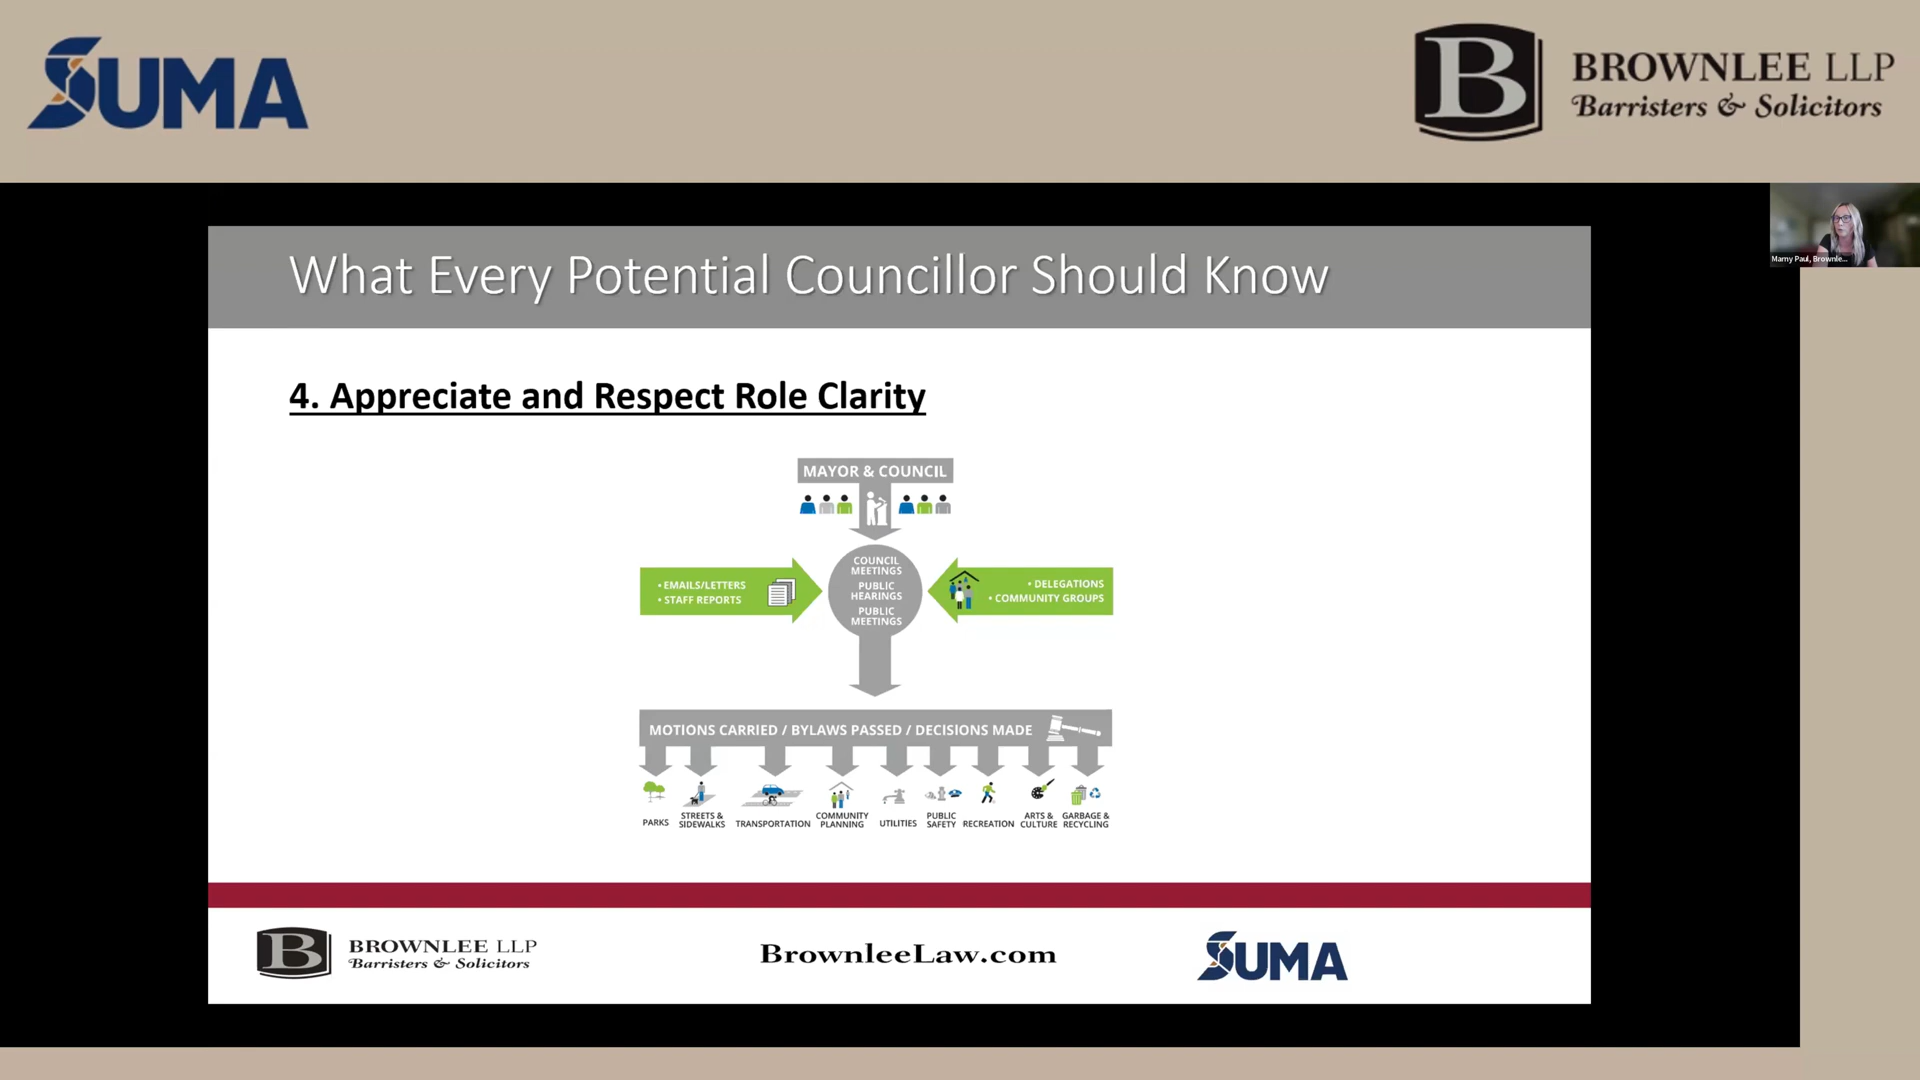 SUMA
B
BROWNLEE LLP
Barristers & Solicitors
Marny Paul, Brownle...
What Every Potential Councillor Should Know
4. Appreciate and Respect Role Clarity
MAYOR & COUNCIL
• EMAILS/LETTERS
• STAFF REPORTS
COUNCIL
MEETINGS
PUBLIC
HEARINGS
PUBLIC
MEETINGS
• DELEGATIONS
• COMMUNITY GROUPS
MOTIONS CARRIED / BYLAWS PASSED / DECISIONS MADE
PARKS
STREETS &
SIDEWALKS
TRANSPORTATION
COMMUNITY
PLANNING
UTILITIES
PUBLIC
SAFETY
RECREATION
ARTS &
CULTURE
GARBAGE &
RECYCLING
B
BROWNLEE LLP
Barristers & Solicitors
BrownleeLaw.com
SUMA